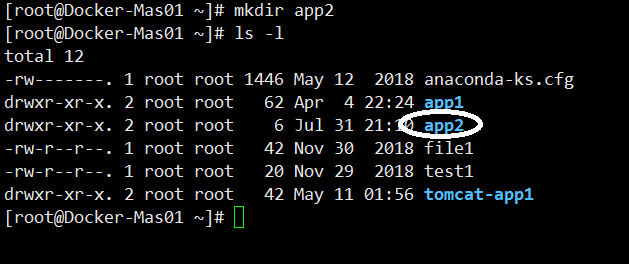 [root@Docker-Mas01 ~]# mkdir app2
[root@Docker-Mas01 ~]# ls -l
total 12
-rw-------. 1 root root 1446 May 12  2018 anaconda-ks.cfg
drwxr-xr-x. 2 root root   62 Apr  4 22:24 app1
drwxr-xr-x. 2 root root    6 Jul 31 21:10 app2
-rw-r--r--. 1 root root   42 Nov 30  2018 file1
-rw-r--r--. 1 root root   20 Nov 29  2018 test1
drwxr-xr-x. 2 root root   42 May 11 01:56 tomcat-app1
[root@Docker-Mas01 ~]#